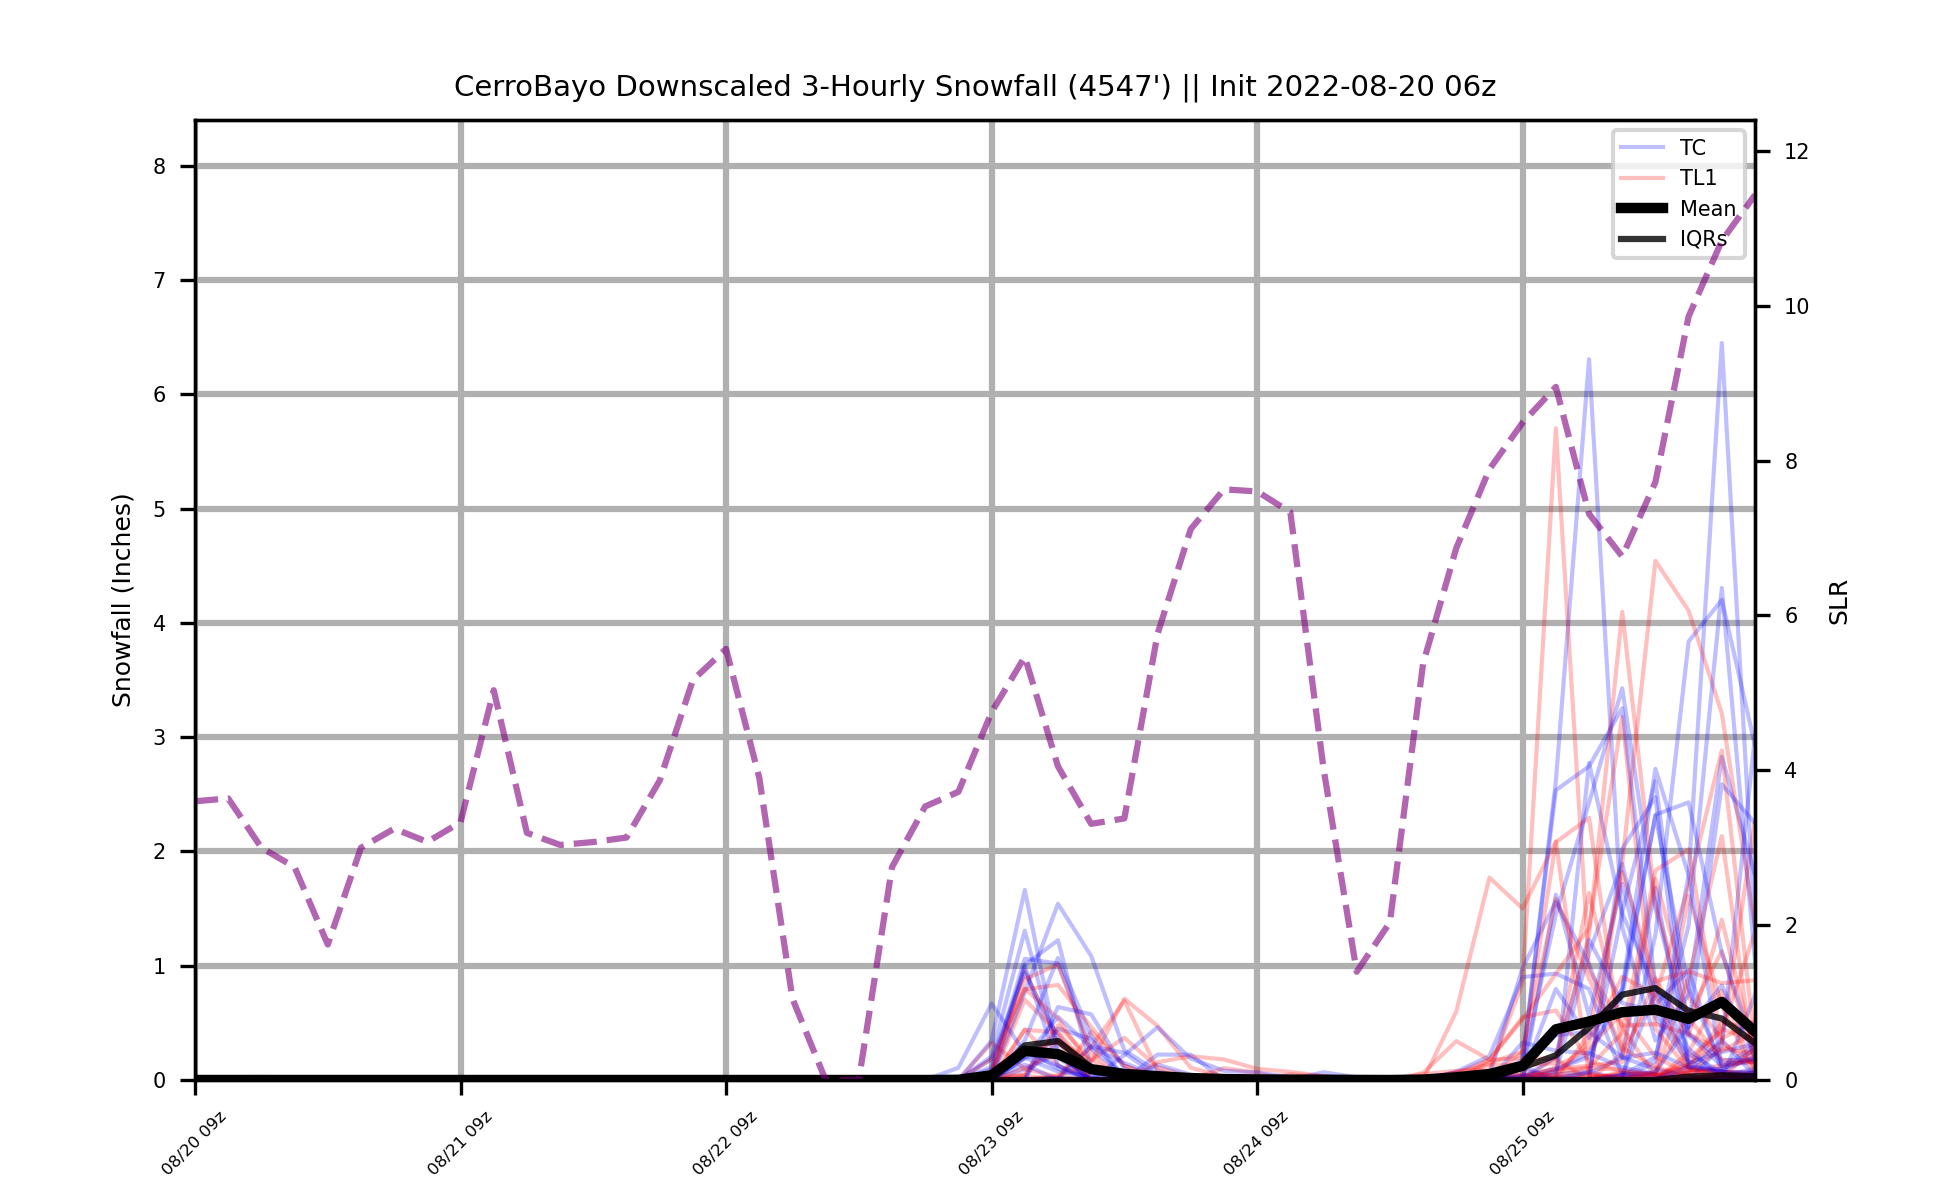 CerroBayo Downscaled 3-Hourly Snowfall (4547') || Init 2022-08-20 06z
TC
TL1
Mean
IQRs
Snowfall (Inches)
8
7
6
5
4
3
2
1
0
12
10
8
6
4
2
0
SLR
08/20 09z
08/21 09z
08/22 09z
08/23 09z
08/24 09z
08/25 09z